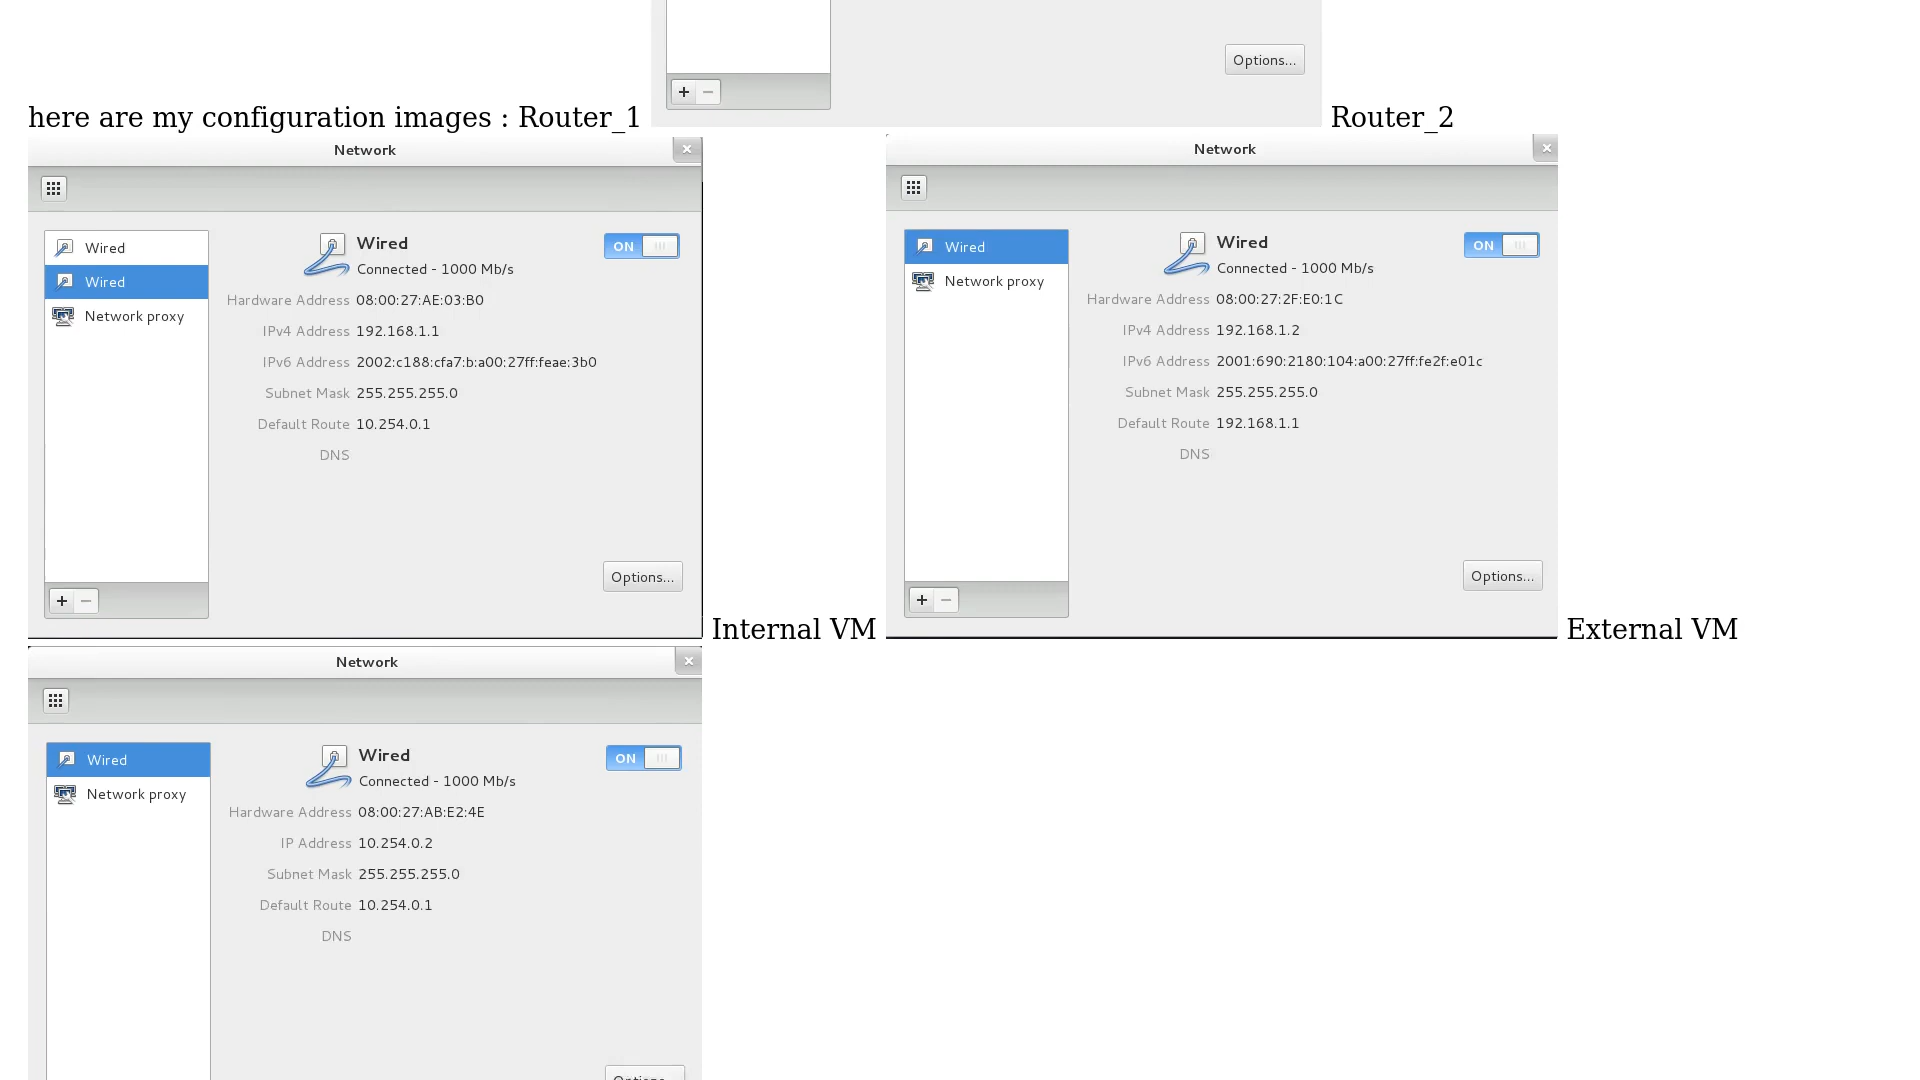 Options...
+ −
here are my configuration images : Router_1 Router_2
Network
Wired
Wired
Network proxy
Wired
ON
Connected - 1000 Mb/s
Hardware Address 08:00:27:AE:03:B0
IPv4 Address 192.168.1.1
IPv6 Address 2002:c188:cfa7:b:a00:27ff:feae:3b0
Subnet Mask 255.255.255.0
Default Route 10.254.0.1
DNS
Options...
+ −
Internal VM
Network
Wired
Network proxy
Wired
ON
Connected - 1000 Mb/s
Hardware Address 08:00:27:2F:E0:1C
IPv4 Address 192.168.1.2
IPv6 Address 2001:690:2180:104:a00:27ff:fe2f:e01c
Subnet Mask 255.255.255.0
Default Route 192.168.1.1
DNS
Options...
+ −
External VM
Network
Wired
Network proxy
Wired
ON
Connected - 1000 Mb/s
Hardware Address 08:00:27:AB:E2:4E
IP Address 10.254.0.2
Subnet Mask 255.255.255.0
Default Route 10.254.0.1
DNS
Options...